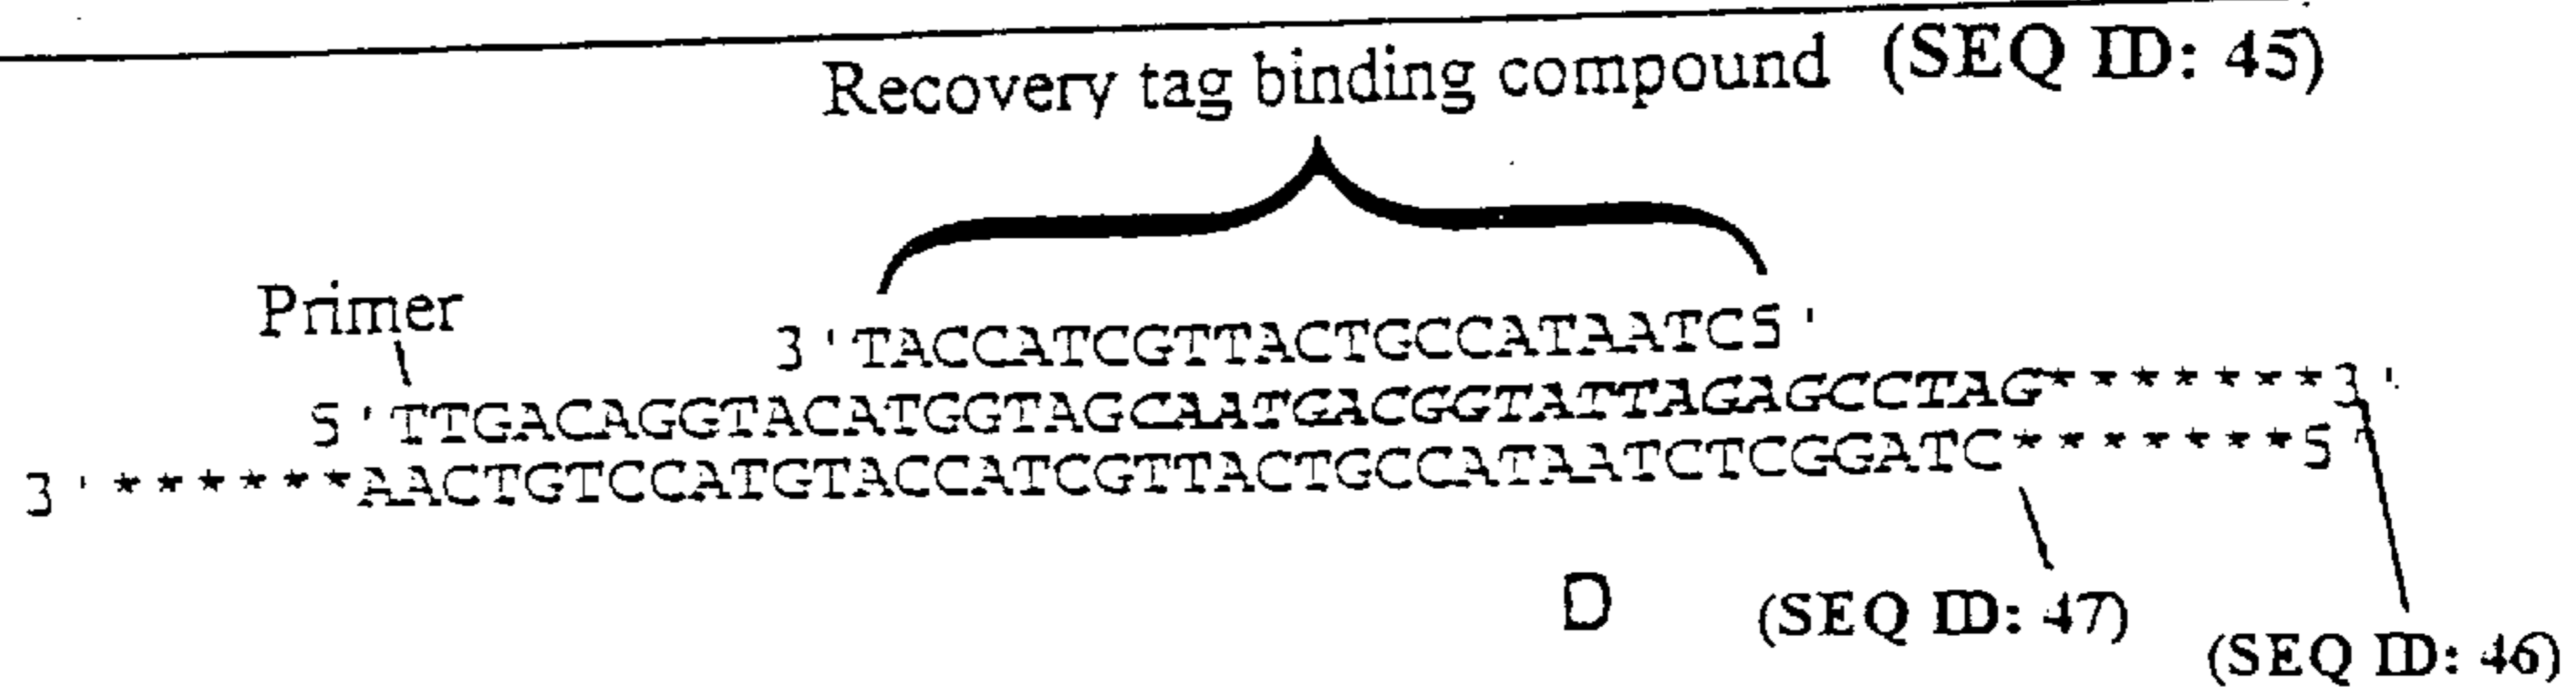 Recovery tag binding compound (SEQ ID: 45)
Primer
3'TACCATCGTTACTGCCATAATC5'
5'TTGACAGGTACATGGTAGCAATGACGGTATTAGAGCCTAG*******3'
3'******AACTGTCCATGTACCATCGTTACTGCCATAATCTCGGATC*******5'
D (SEQ ID: 47)
(SEQ ID: 46)